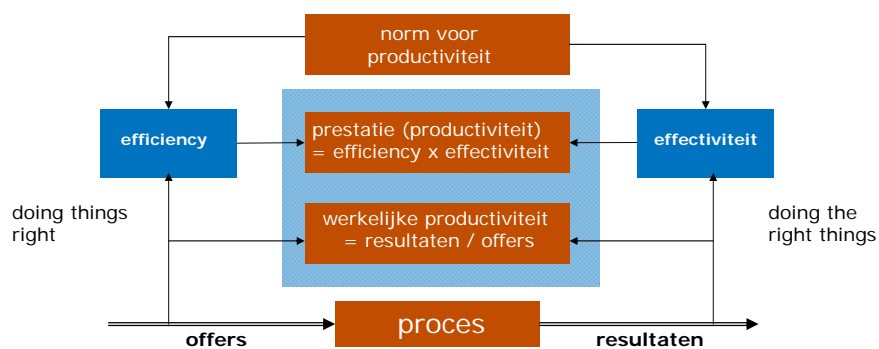 norm voor
productiviteit
efficiency
prestatie (productiviteit)
= efficiency x effectiviteit
effectiviteit
doing things
right
werkelijke productiviteit
= resultaten / offers
doing the
right things
offers
proces
resultaten